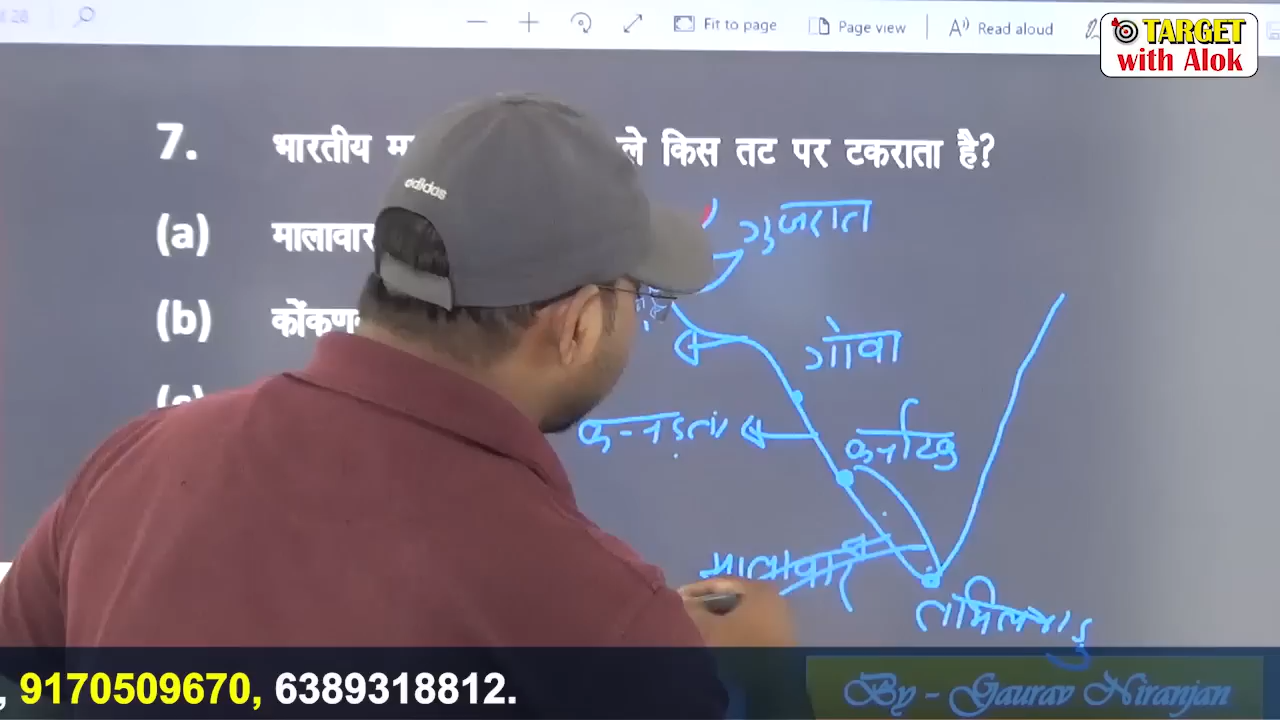 Fit to page
Page view
Read aloud
TARGET
with Alok
7. भारतीय किस तट पर टकराता है?
(a) मालावार
(b) कोंकण
गुजरात
गोवा
कर्नाटक
मालाबार
तमिलनाडु
, 9170509670, 6389318812.
By - Gaurav Niranjan